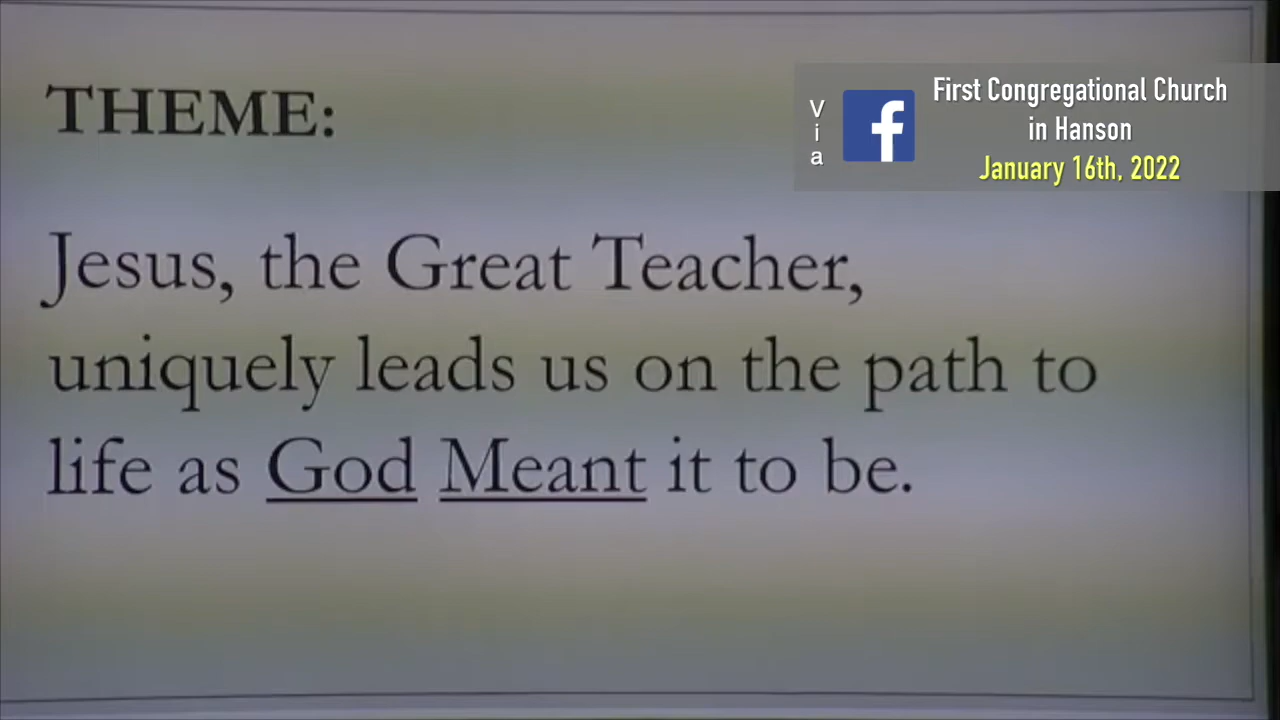 THEME:
Jesus, the Great Teacher,
uniquely leads us on the path to
life as God Meant it to be.
Via
First Congregational Church
in Hanson
January 16th, 2022